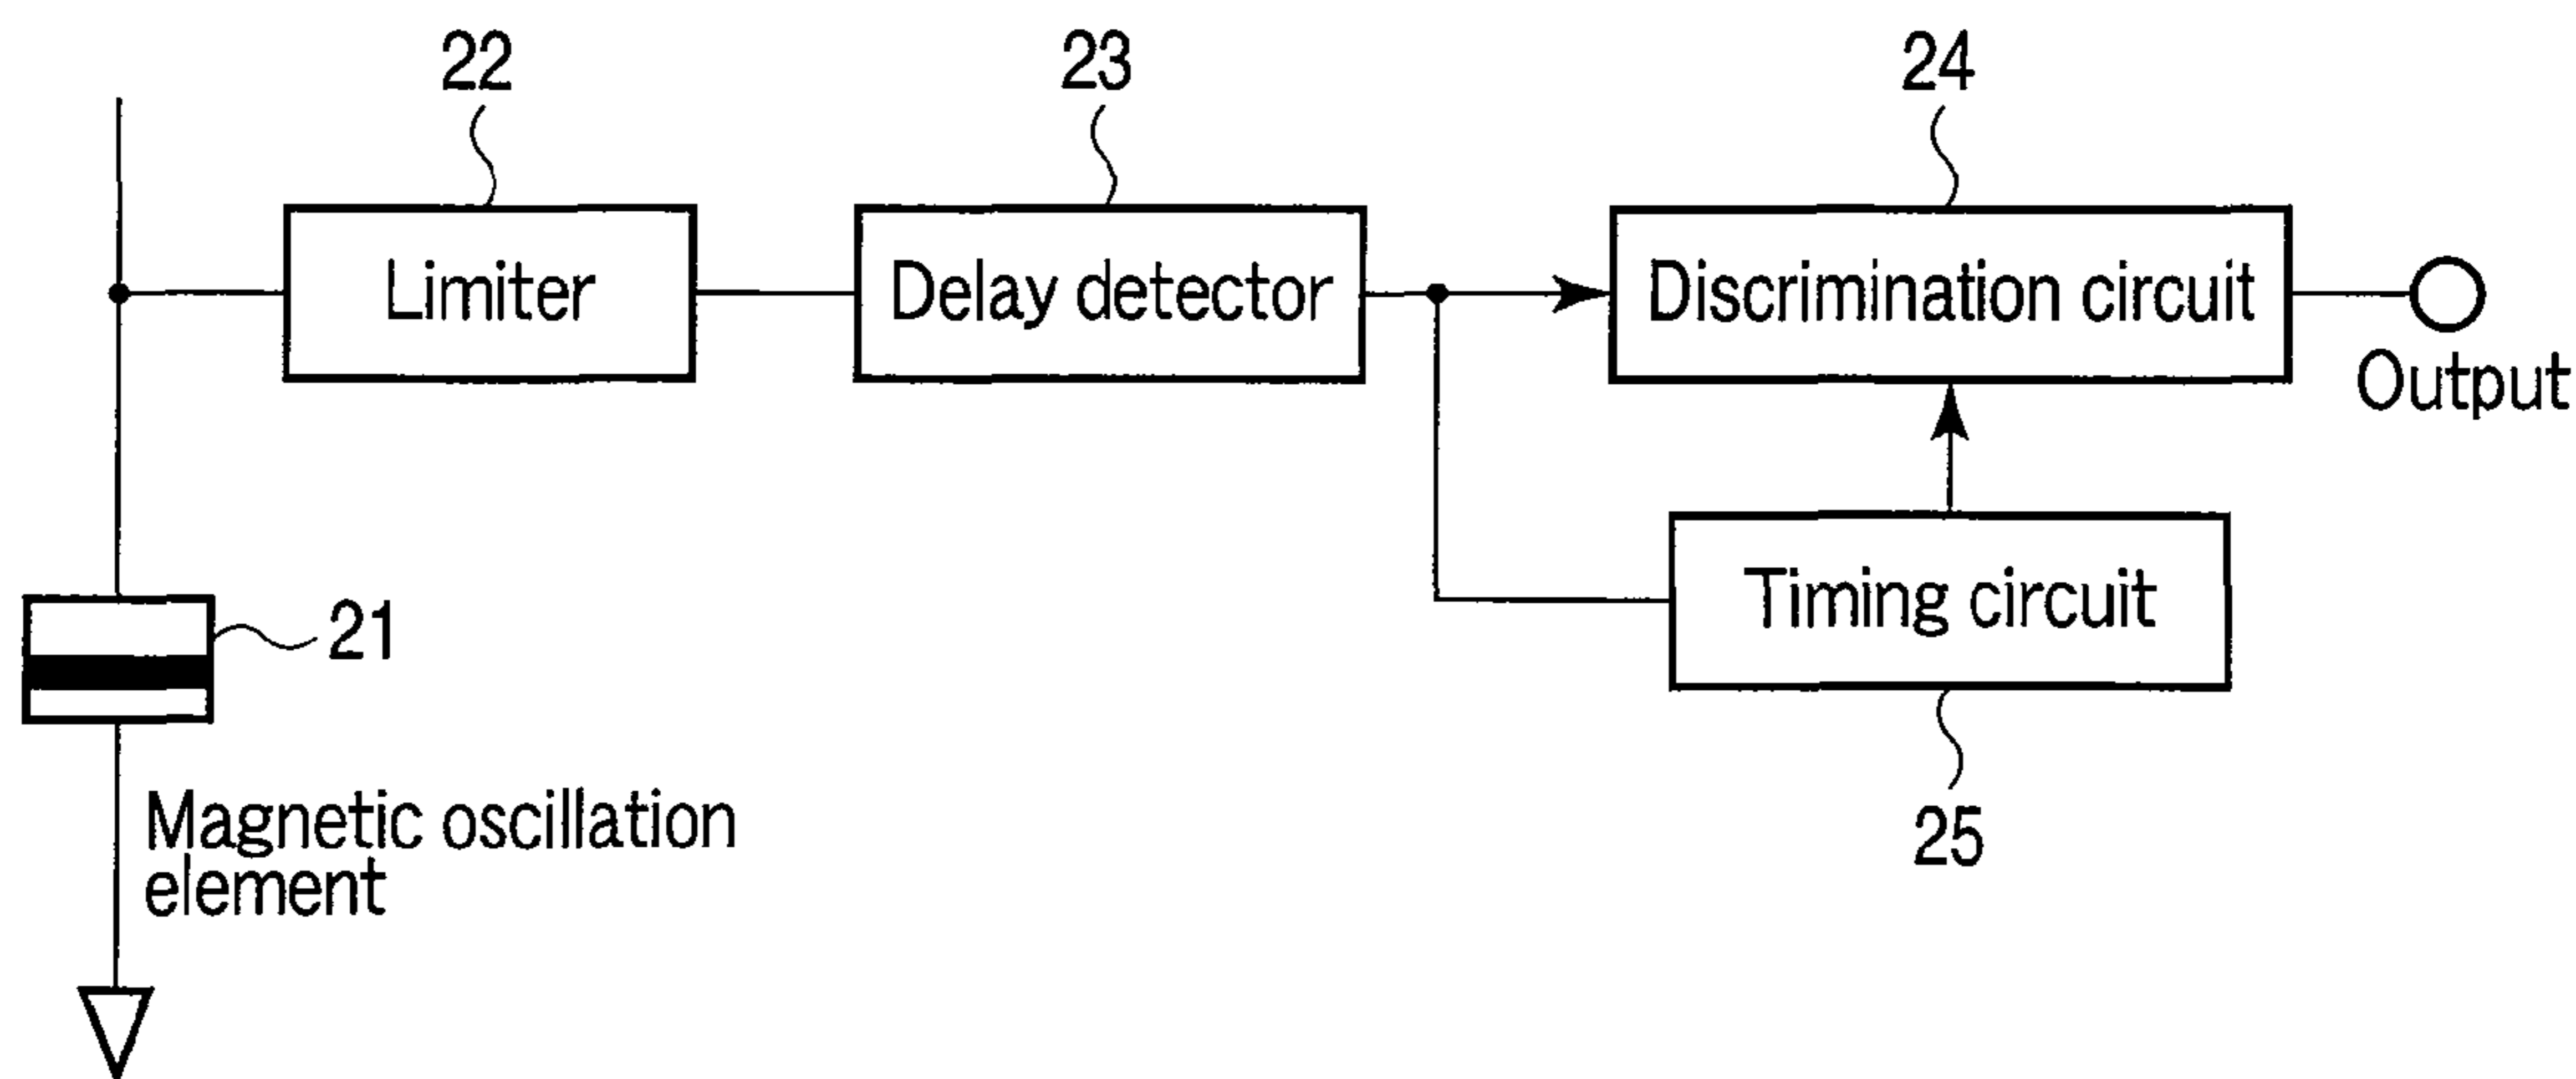 22
23
24
Limiter
Delay detector
Discrimination circuit
Output
21
Timing circuit
Magnetic oscillation
element
25